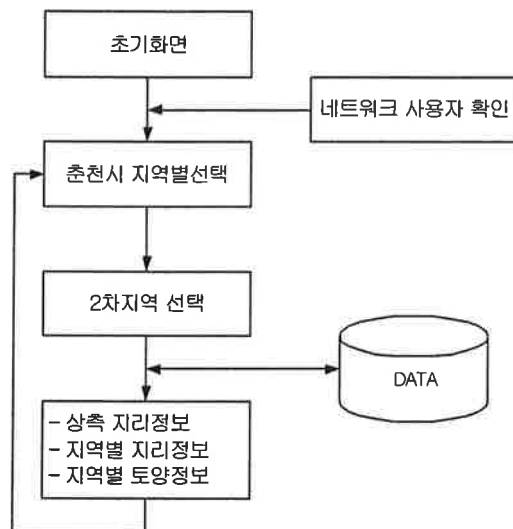 초기화면
네트워크 사용자 확인
춘천시 지역별선택
2차지역 선택
DATA
- 상측 지리정보
- 지역별 지리정보
- 지역별 토양정보